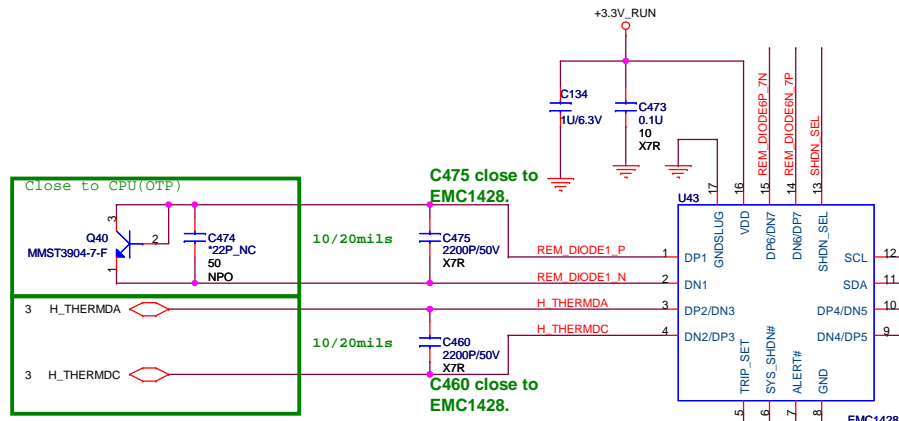 +3.3V_RUN
C134
1U/6.3V
C473
0.1U
10
X7R
REM_DIODE6P_7N
REM_DIODE6N_7P
SHDN_SEL
Close to CPU(OTP)
C475 close to
EMC1428.
17
16
15
14
13
U43
3
Q40
MMST3904-7-F
2
1
C474
*22P_NC
50
NPO
10/20mils
C475
2200P/50V
X7R
REM_DIODE1_P
1
DP1
REM_DIODE1_N
2
DN1
GNDSLUG
VDD
DP6/DN7
DN6/DP7
SHDN_SEL
SCL
12
SDA
11
3
H_THERMDA
H_THERMDA
3
DP2/DN3
DP4/DN5
10
10/20mils
C460
2200P/50V
X7R
H_THERMDC
4
DN2/DP3
DN4/DP5
9
3
H_THERMDC
C460 close to
EMC1428.
TRIP_SET
SYS_SHDN#
ALERT#
GND
5
6
7
8
EMC1428